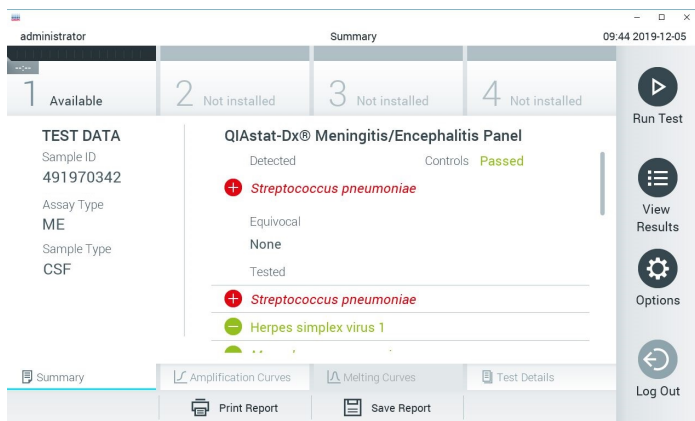 administrator
Summary
09:44 2019-12-05
--:--
1 Available
2 Not installed
3 Not installed
4 Not installed
Run Test
View
Results
Options
Log Out
TEST DATA
Sample ID
491970342
Assay Type
ME
Sample Type
CSF
QIAstat-Dx® Meningitis/Encephalitis Panel
Detected
Controls Passed
Streptococcus pneumoniae
Equivocal
None
Tested
Streptococcus pneumoniae
Herpes simplex virus 1
Summary
Amplification Curves
Melting Curves
Test Details
Print Report
Save Report